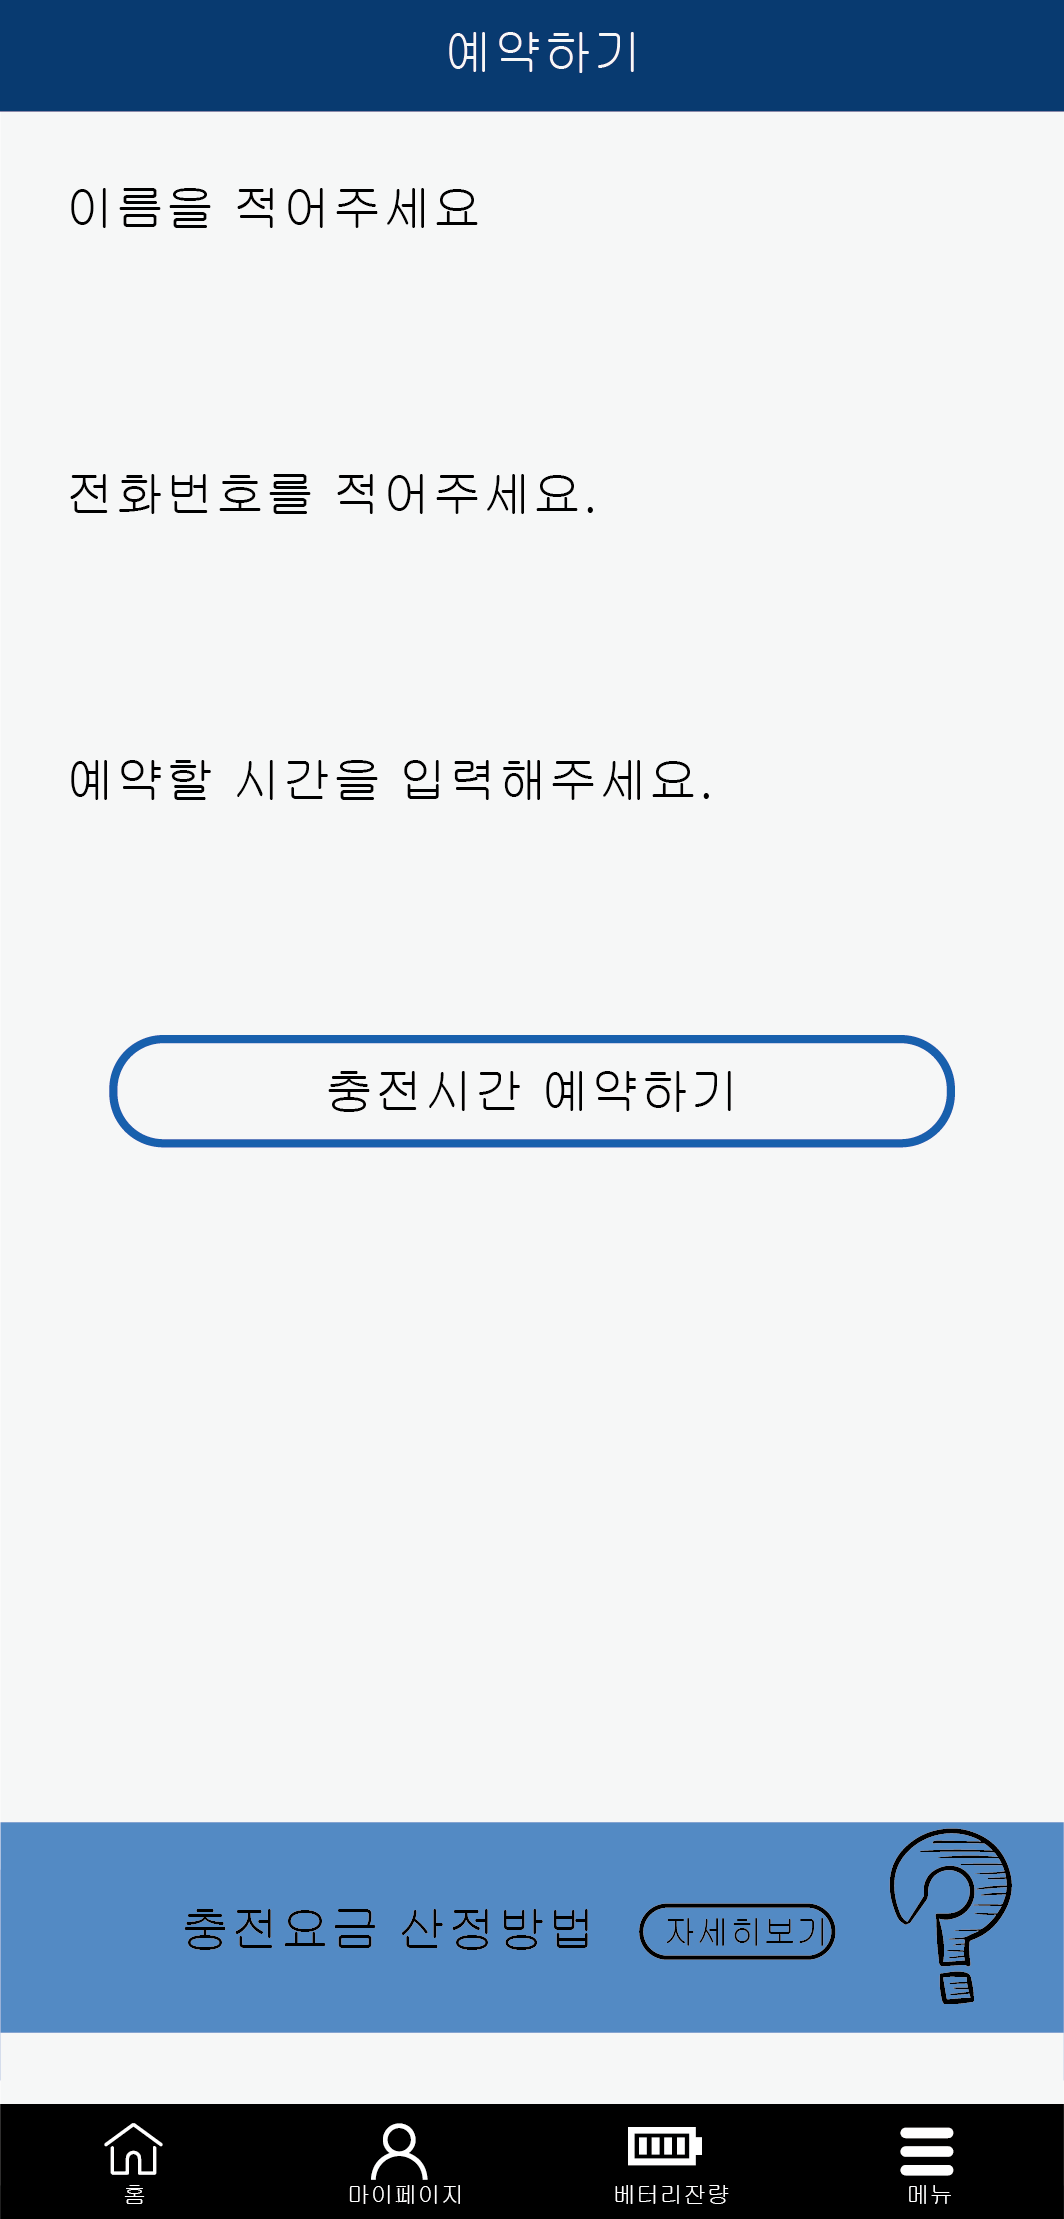 예약하기
이름을 적어주세요
전화번호를 적어주세요.
예약할 시간을 입력해주세요.
충전시간 예약하기
충전요금 산정방법 자세히보기
홈 마이페이지 베터리잔량 메뉴